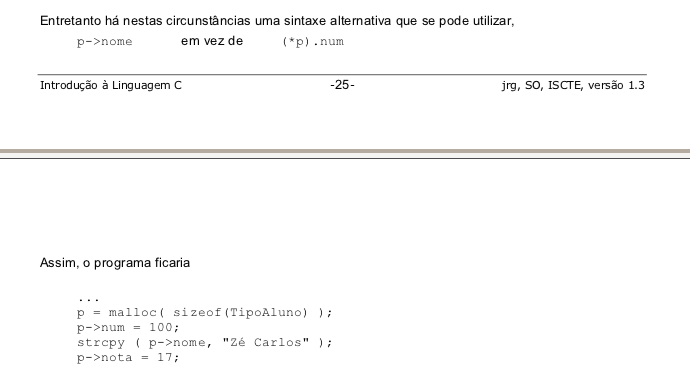 Entretanto há nestas circunstâncias uma sintaxe alternativa que se pode utilizar,
p->nome em vez de (*p).num
Introdução à Linguagem C -25- jrg, SO, ISCTE, versão 1.3
Assim, o programa ficaria
...
p = malloc( sizeof(TipoAluno) );
p->num = 100;
strcpy ( p->nome, "Zé Carlos" );
p->nota = 17;